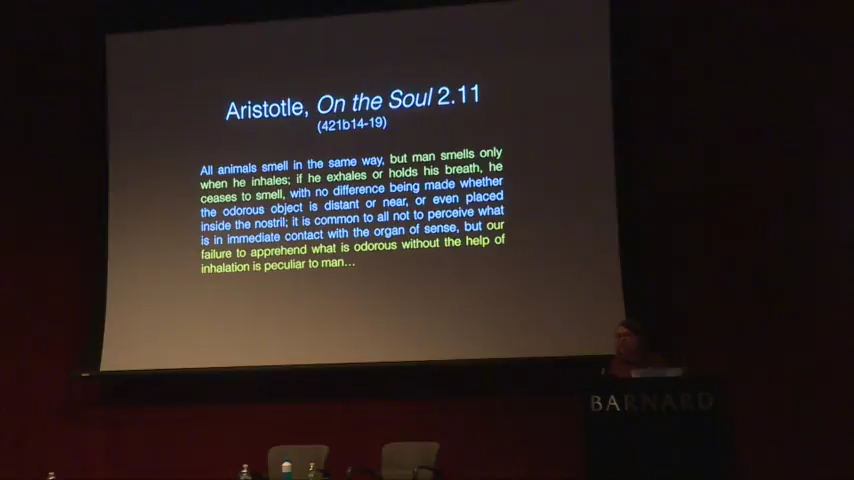 Aristotle, On the Soul 2.11
(421b14-19)
All animals smell in the same way, but man smells only
when he inhales; if he exhales or holds his breath, he
ceases to smell, with no difference being made whether
the odorous object is distant or near, or even placed
inside the nostril; it is common to all not to perceive what
is in immediate contact with the organ of sense, but our
failure to apprehend what is odorous without the help of
inhalation is peculiar to man…
BARNARD